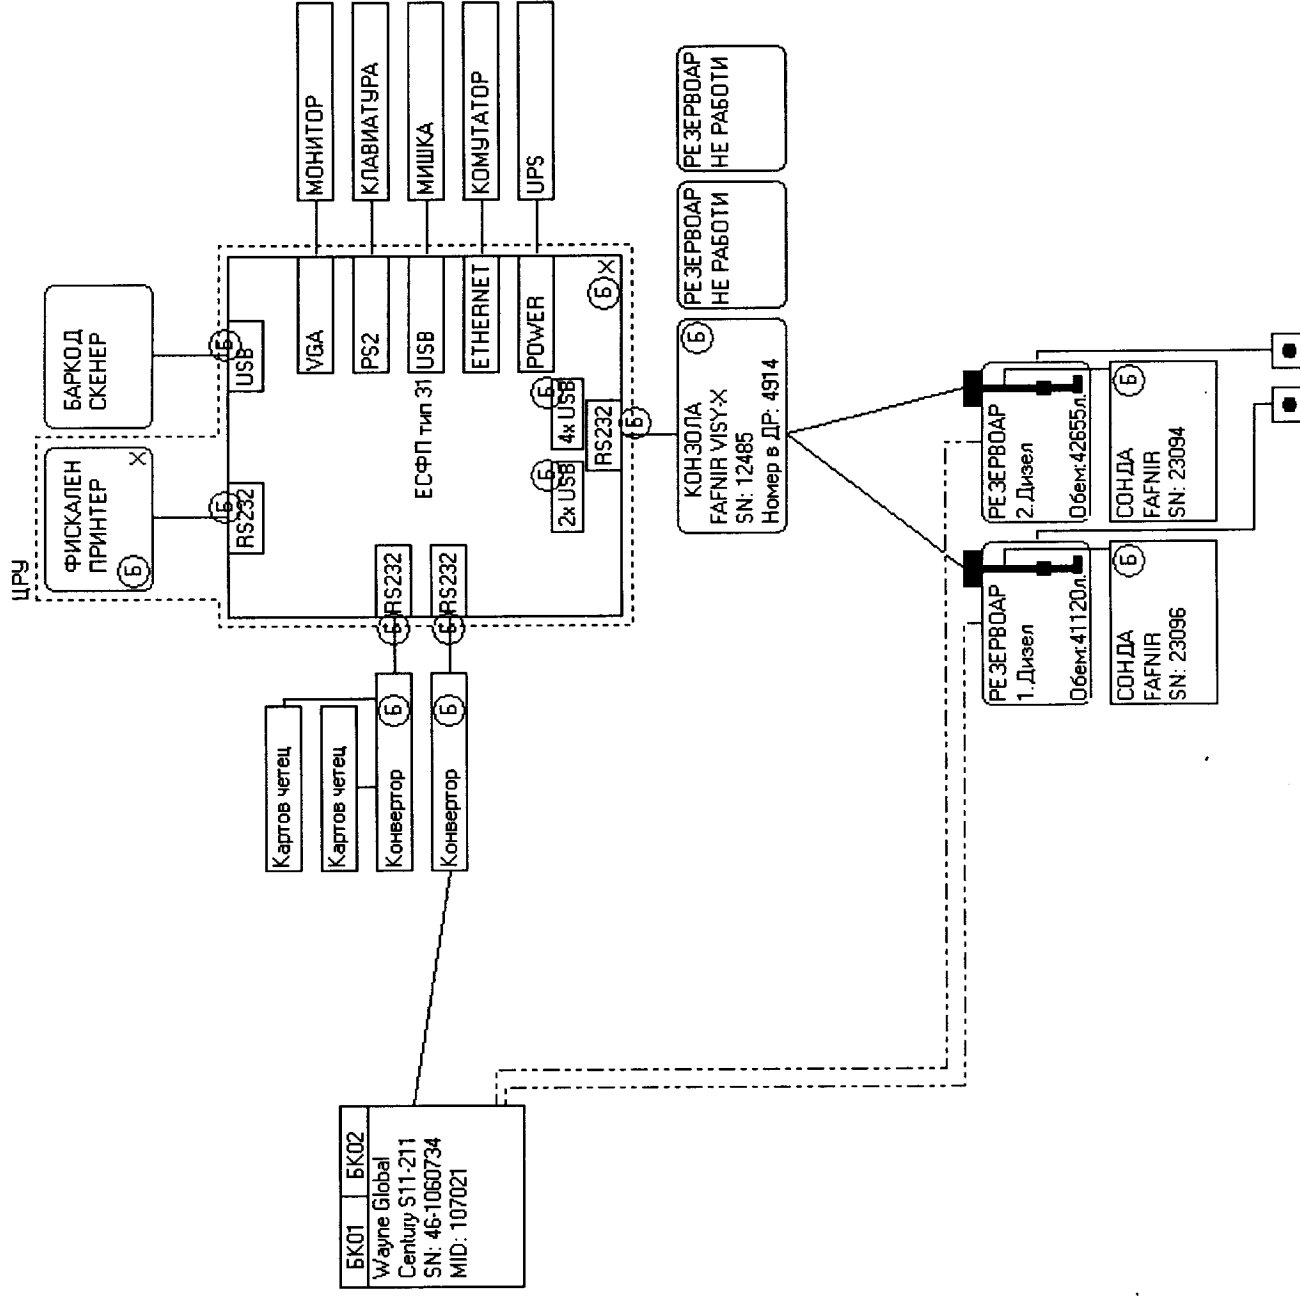 ЦРУ
ФИСКАЛЕН
ПРИНТЕР
Б
X
БАРКОД
СКЕНЕР
Б
RS232
Б
USB
VGA
МОНИТОР
PS2
КЛАВИАТУРА
USB
МИШКА
ETHERNET
КОМУТАТОР
POWER
UPS
ЕСФП тип 31
Б
2x USB
Б
4x USB
Б
X
RS232
Б
Б
RS232
Б
RS232
Картов четец
Картов четец
Конвертор
Б
Конвертор
Б
БК01
БК02
Wayne Global
Century S11-211
SN: 46-1060734
MID: 107021
КОНЗОЛА
FAFNIR VISY-X
SN: 12485
Номер в ДР: 4914
Б
РЕЗЕРВОАР
НЕ РАБОТИ
РЕЗЕРВОАР
НЕ РАБОТИ
РЕЗЕРВОАР
1.Дизел
Обем:41120л.
СОНДА
FAFNIR
SN: 23096
Б
РЕЗЕРВОАР
2.Дизел
Обем:42655л.
СОНДА
FAFNIR
SN: 23094
Б